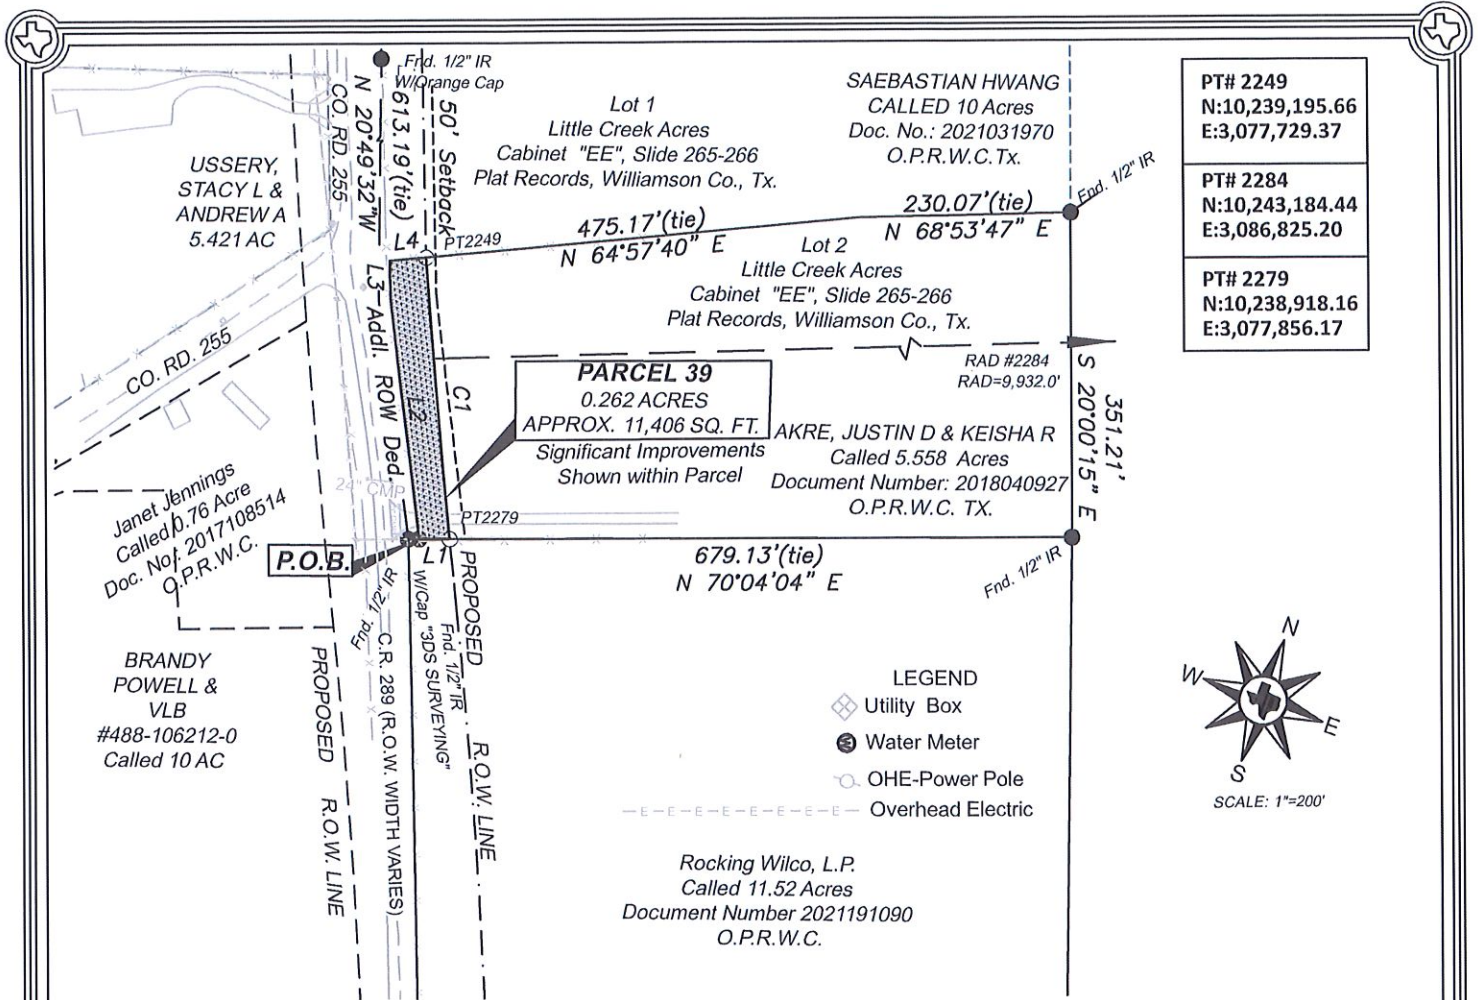 Fnd. 1/2" IR
W/Orange Cap
N 20°49'32"W
613.19'(tie)
50' Setback
CO. RD. 255
Lot 1
Little Creek Acres
Cabinet "EE", Slide 265-266
Plat Records, Williamson Co., Tx.
SAEBASTIAN HWANG
CALLED 10 Acres
Doc. No.: 2021031970
O.P.R.W.C.Tx.
PT# 2249
N:10,239,195.66
E:3,077,729.37
PT# 2284
N:10,243,184.44
E:3,086,825.20
PT# 2279
N:10,238,918.16
E:3,077,856.17
USSERY,
STACY L &
ANDREW A
5.421 AC
Fnd. 1/2" IR
L4
PT2249
475.17'(tie)
N 64°57'40" E
230.07'(tie)
N 68°53'47" E
Lot 2
Little Creek Acres
Cabinet "EE", Slide 265-266
Plat Records, Williamson Co., Tx.
L3-Addl. ROW Ded.
L2
C1
CO. RD. 255
RAD #2284
RAD=9,932.0'
PARCEL 39
0.262 ACRES
APPROX. 11,406 SQ. FT.
Significant Improvements
Shown within Parcel
AKRE, JUSTIN D & KEISHA R
Called 5.558 Acres
Document Number: 2018040927
O.P.R.W.C. TX.
351.21'
S 20°00'15" E
24" CMP
Janet Jennings
Called 0.76 Acre
Doc. No. 2017108514
O.P.R.W.C.
PT2279
P.O.B.
L1
679.13'(tie)
N 70°04'04" E
Fnd. 1/2" IR
Fnd. 1/2" IR
Fnd. 1/2" IR
W/Cap "3DS SURVEYING"
PROPOSED R.O.W. LINE
PROPOSED R.O.W. LINE
C.R. 289 (R.O.W. WIDTH VARIES)
BRANDY
POWELL &
VLB
#488-106212-0
Called 10 AC
LEGEND
Utility Box
W Water Meter
OHE-Power Pole
E E E E E E E E Overhead Electric
N
W
E
S
SCALE: 1"=200'
Rocking Wilco, L.P.
Called 11.52 Acres
Document Number 2021191090
O.P.R.W.C.